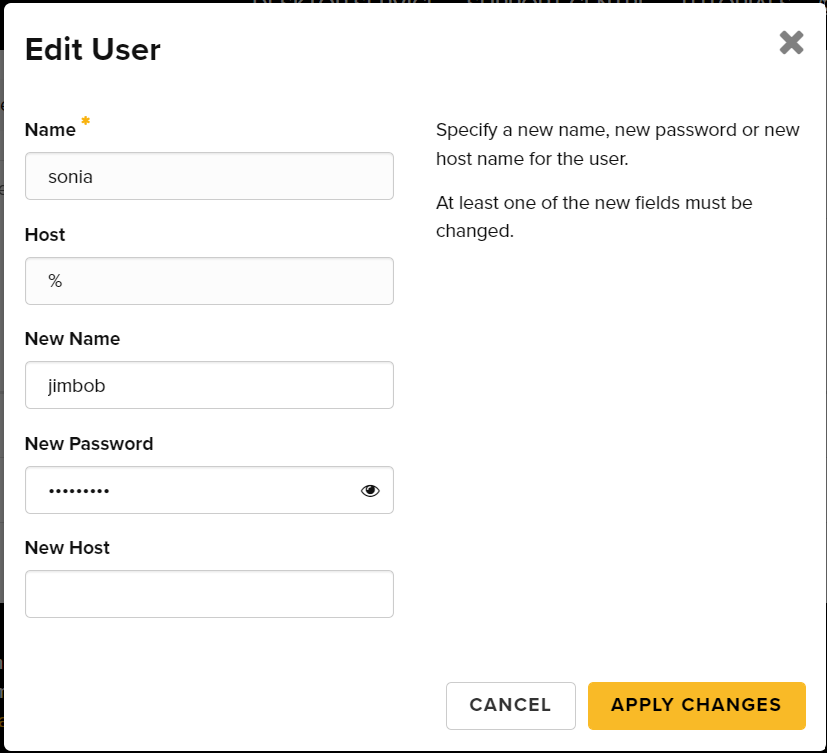 Edit User
Name *
sonia
Host
%
New Name
jimbob
New Password
•••••••••
New Host
Specify a new name, new password or new
host name for the user.
At least one of the new fields must be
changed.
CANCEL
APPLY CHANGES